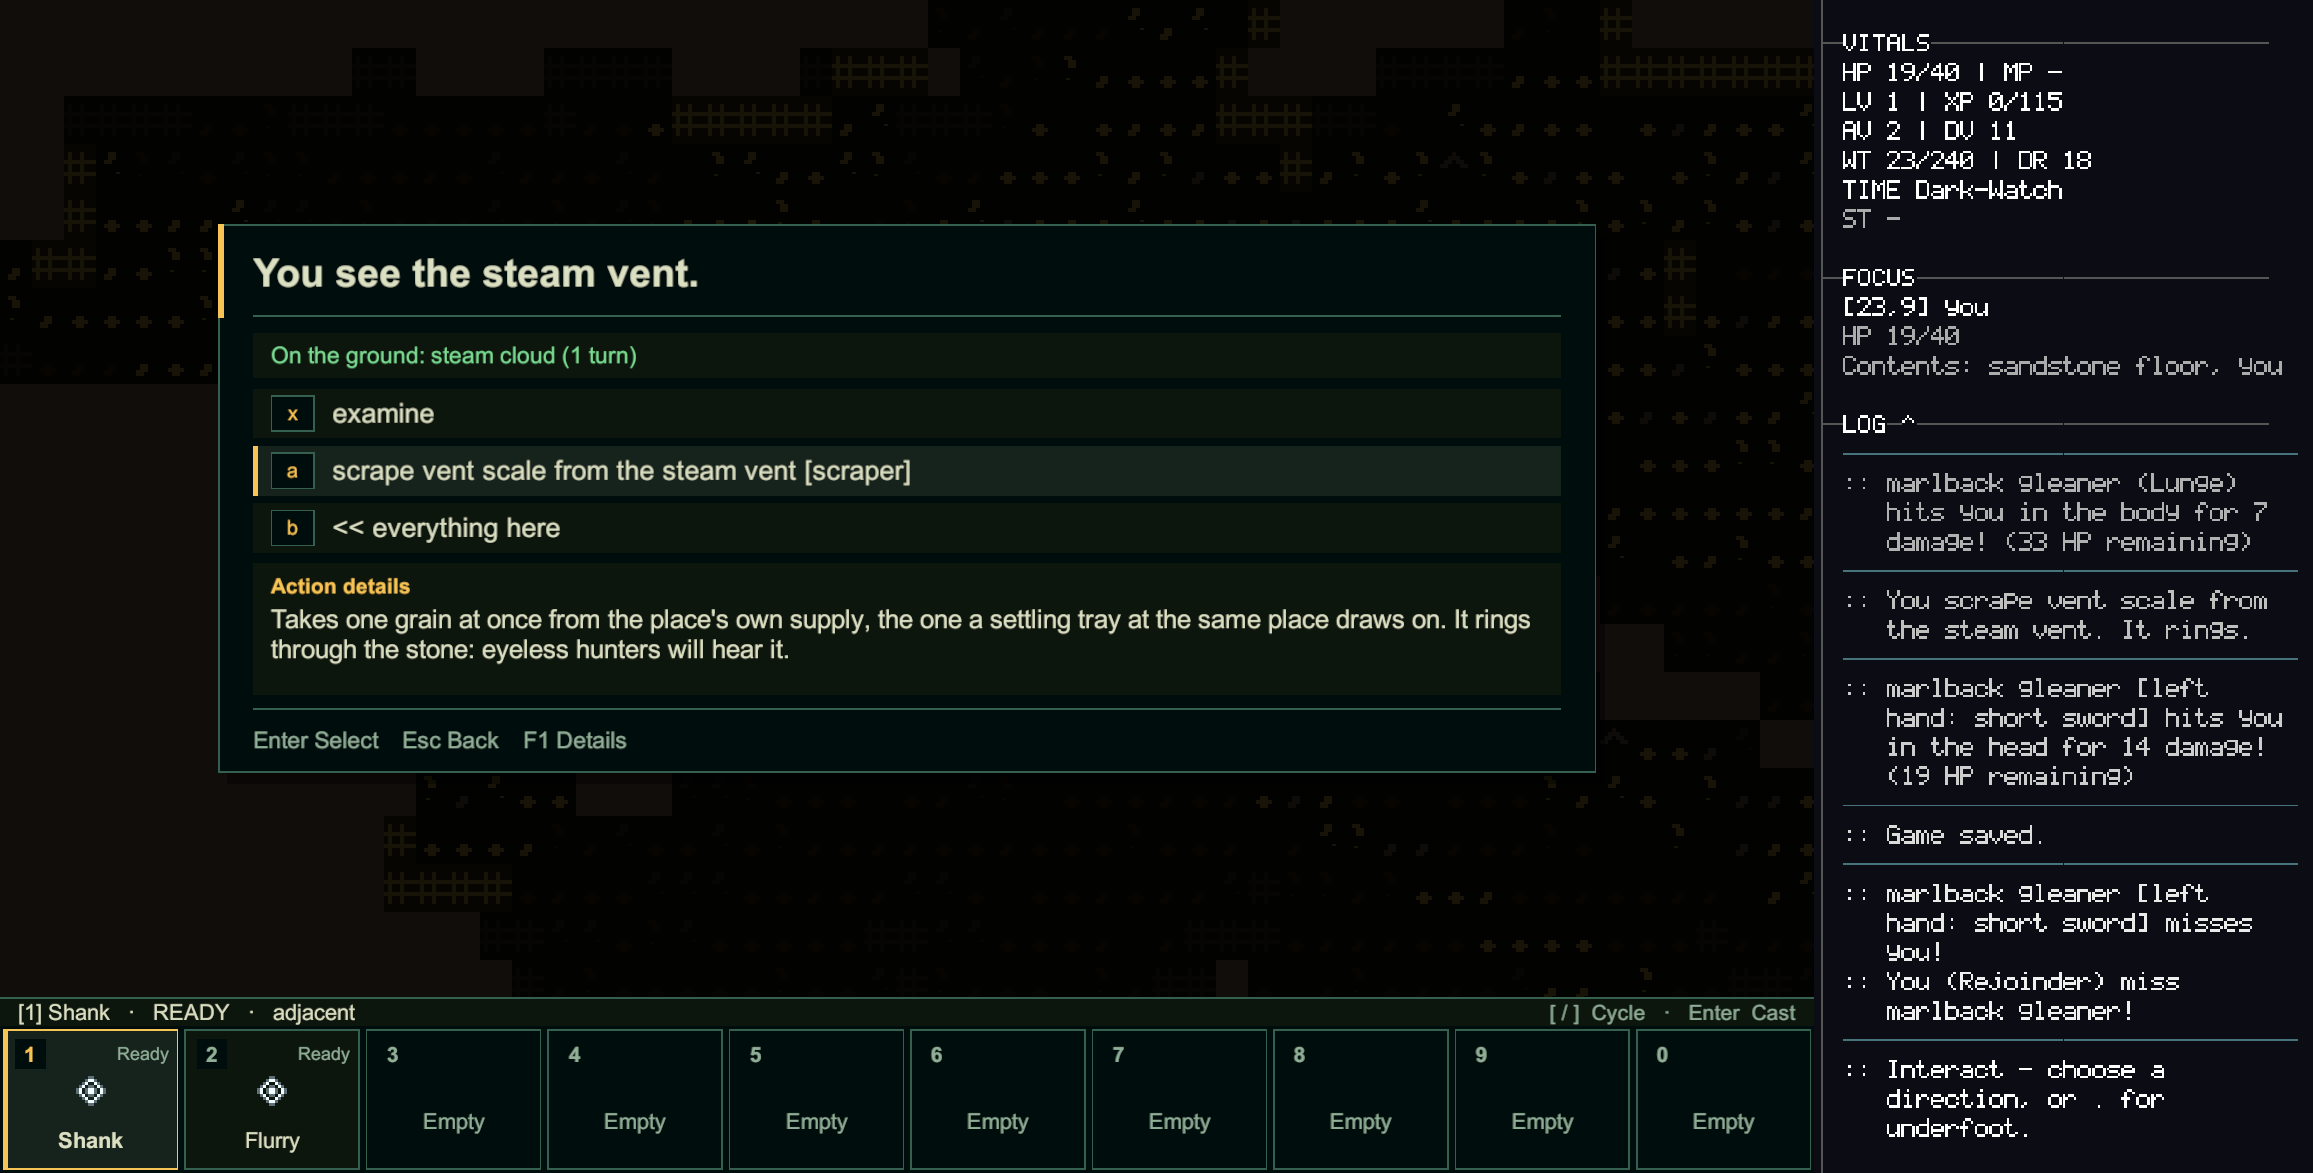 You see the steam vent.
On the ground: steam cloud (1 turn)
x examine
a scrape vent scale from the steam vent [scraper]
b << everything here
Action details
Takes one grain at once from the place's own supply, the one a settling tray at the same place draws on. It rings
through the stone: eyeless hunters will hear it.
Enter Select Esc Back F1 Details
[1] Shank · READY · adjacent
[ / ] Cycle · Enter Cast
1 Ready Shank
2 Ready Flurry
3 Empty
4 Empty
5 Empty
6 Empty
7 Empty
8 Empty
9 Empty
0 Empty
VITALS
HP 19/40 | MP -
LV 1 | XP 0/115
AV 2 | DV 11
WT 23/240 | DR 18
TIME Dark-Watch
ST -
FOCUS
[23,9] You
HP 19/40
Contents: sandstone floor, You
LOG ^
:: marlback gleaner (Lunge)
hits you in the body for 7
damage! (33 HP remaining)
:: You scrape vent scale from
the steam vent. It rings.
:: marlback gleaner [left
hand: short sword] hits you
in the head for 14 damage!
(19 HP remaining)
:: Game saved.
:: marlback gleaner [left
hand: short sword] misses
you!
:: You (Rejoinder) miss
marlback gleaner!
:: Interact - choose a
direction, or . for
underfoot.